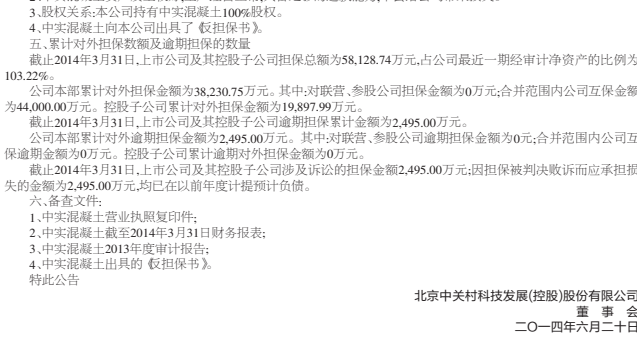 3、股权关系:本公司持有中实混凝土100%股权。
4、中实混凝土向本公司出具了《反担保书》。
五、累计对外担保数额及逾期担保的数量
截止2014年3月31日,上市公司及其控股子公司担保总额为58,128.74万元,占公司最近一期经审计净资产的比例为
103.22%。
公司本部累计对外担保金额为38,230.75万元。其中:对联营、参股公司担保金额为0万元;合并范围内公司互保金额
为44,000.00万元。控股子公司累计对外担保金额为19,897.99万元。
截止2014年3月31日,上市公司及其控股子公司逾期担保累计金额为2,495.00万元。
公司本部累计对外逾期担保金额为2,495.00万元。其中:对联营、参股公司逾期担保金额为0元;合并范围内公司互
保逾期金额为0万元。控股子公司累计逾期对外担保金额为0万元。
截止2014年3月31日,上市公司及其控股子公司涉及诉讼的担保金额2,495.00万元;因担保被判决败诉而应承担损
失的金额为2,495.00万元,均已在以前年度计提预计负债。
六、备查文件:
1、中实混凝土营业执照复印件;
2、中实混凝土截至2014年3月31日财务报表;
3、中实混凝土2013年度审计报告;
4、中实混凝土出具的《反担保书》。
特此公告
北京中关村科技发展(控股)股份有限公司
董 事 会
二〇一四年六月二十日